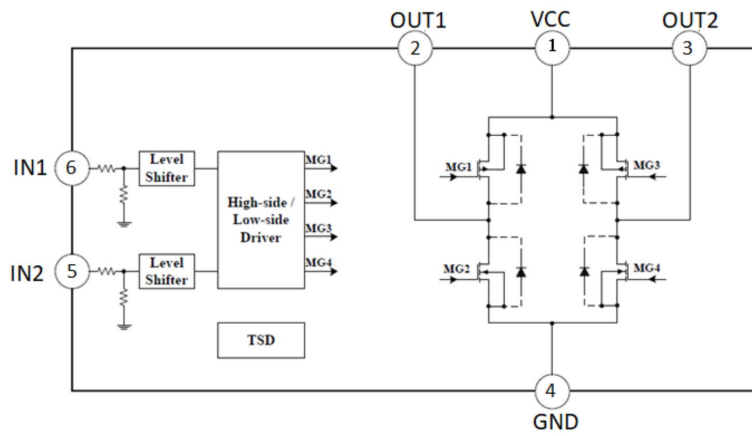 OUT1 VCC OUT2
2 1 3
IN1 6
Level
Shifter
MG1
MG2
MG3
MG4
High-side /
Low-side
Driver
IN2 5
Level
Shifter
TSD
MG1 MG3
MG2 MG4
4
GND